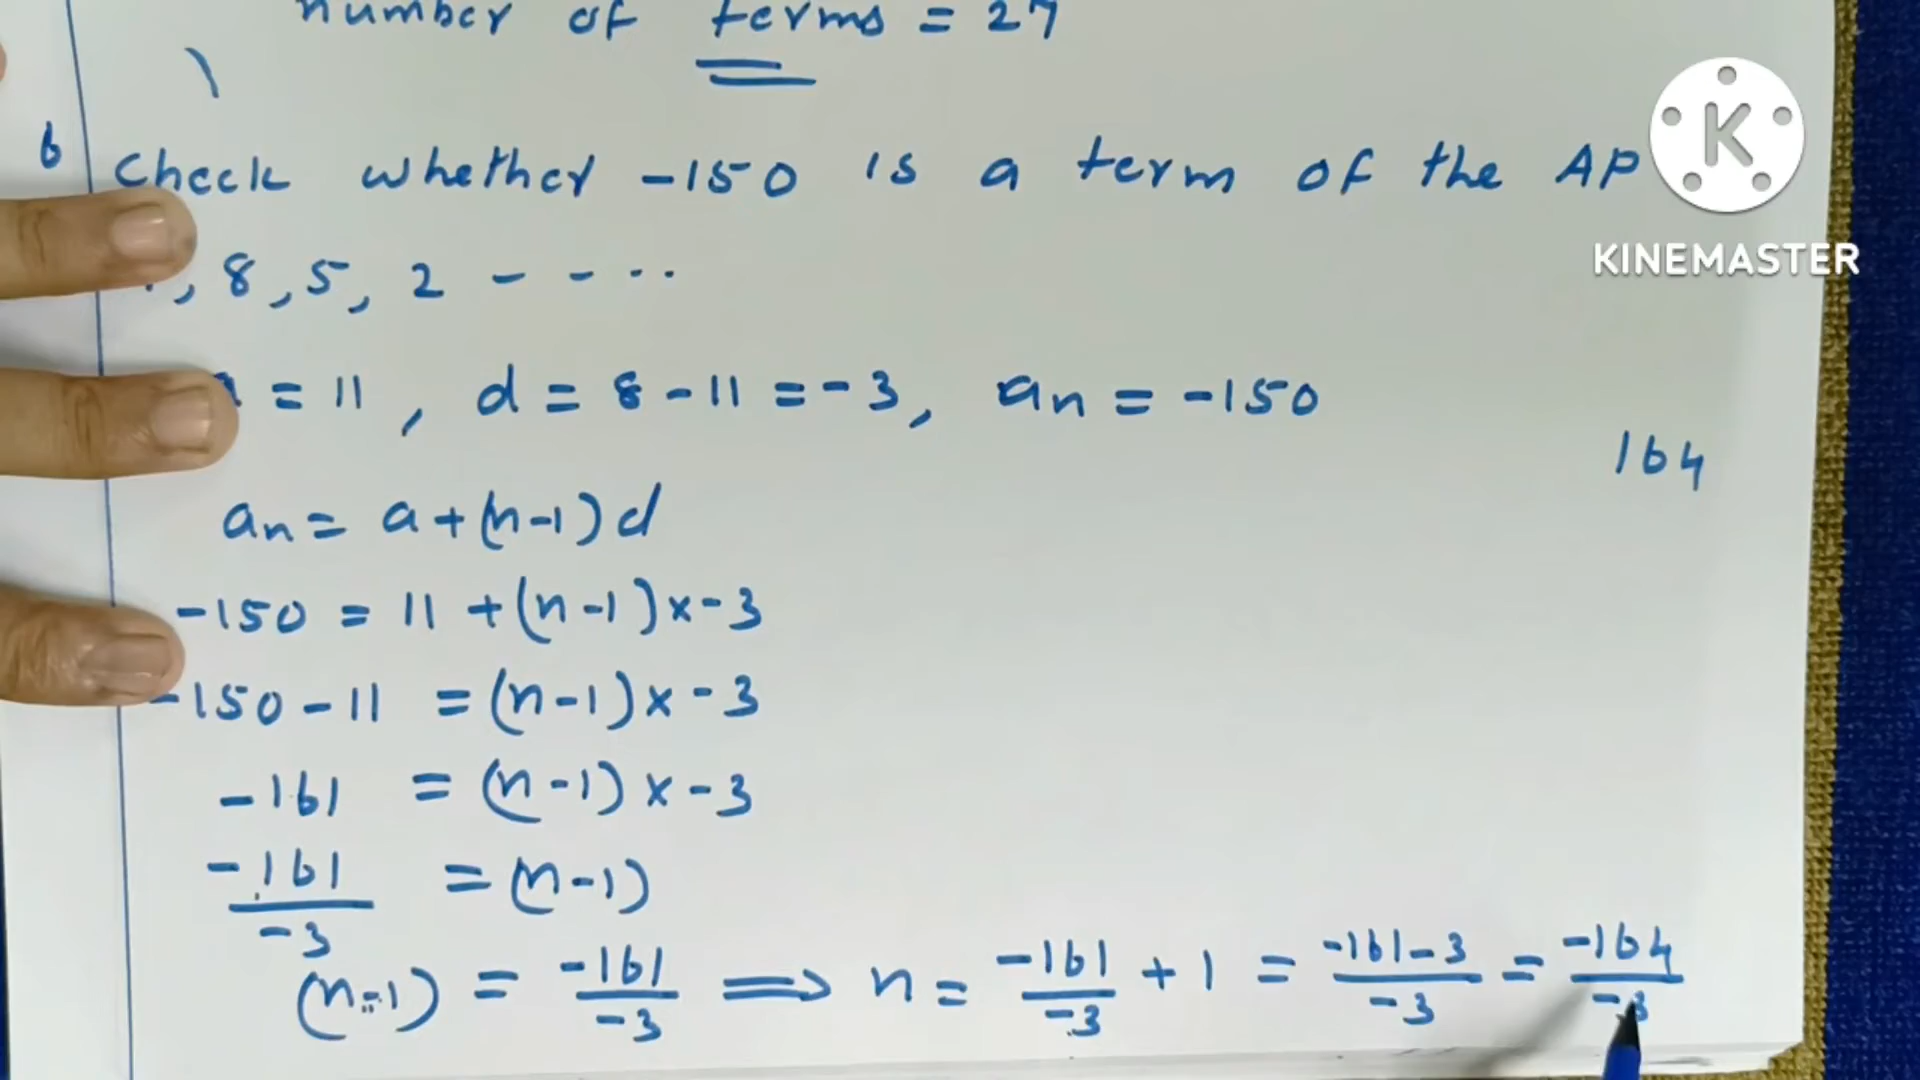 number of terms = 27
6 Check whether -150 is a term of the AP
, 8, 5, 2 - - ..
K
KINEMASTER
= 11, d = 8 - 11 = -3, an = -150
164
an = a + (n-1) d
-150 = 11 + (n-1) x -3
-150 - 11 = (n-1) x -3
-161 = (n-1) x -3
-161/-3 = (n-1)
(n-1) = -161/-3 ⟹ n = -161/-3 + 1 = -161-3/-3 = -164/-3